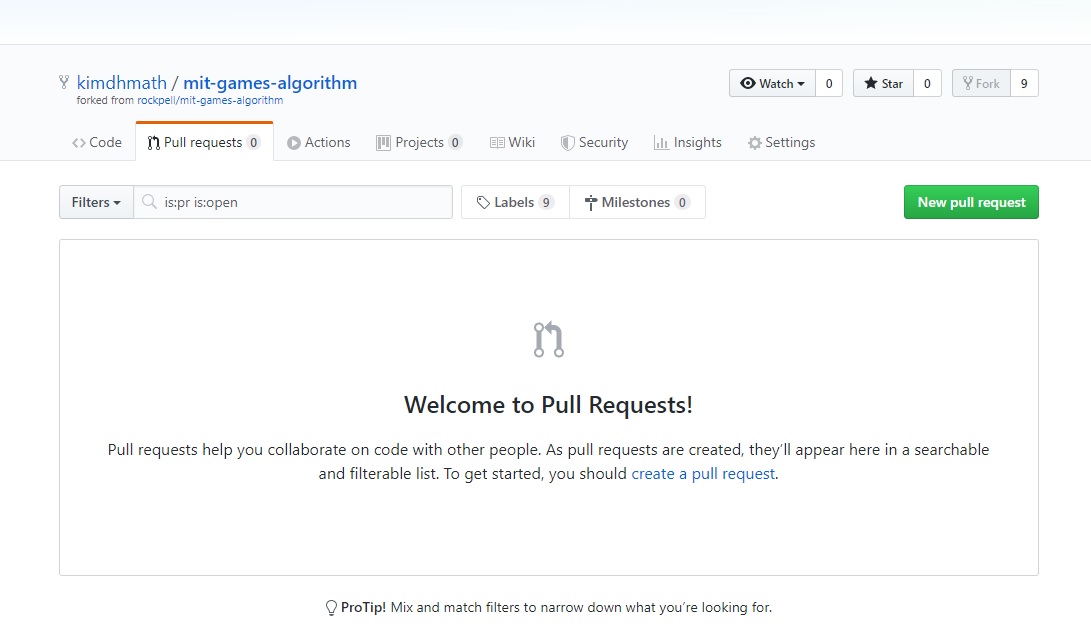 kimdhmath / mit-games-algorithm
forked from rockpell/mit-games-algorithm
Watch 0 Star 0 Fork 9
Code Pull requests 0 Actions Projects 0 Wiki Security Insights Settings
Filters is:pr is:open Labels 9 Milestones 0 New pull request
Welcome to Pull Requests!
Pull requests help you collaborate on code with other people. As pull requests are created, they’ll appear here in a searchable
and filterable list. To get started, you should create a pull request.
ProTip! Mix and match filters to narrow down what you’re looking for.